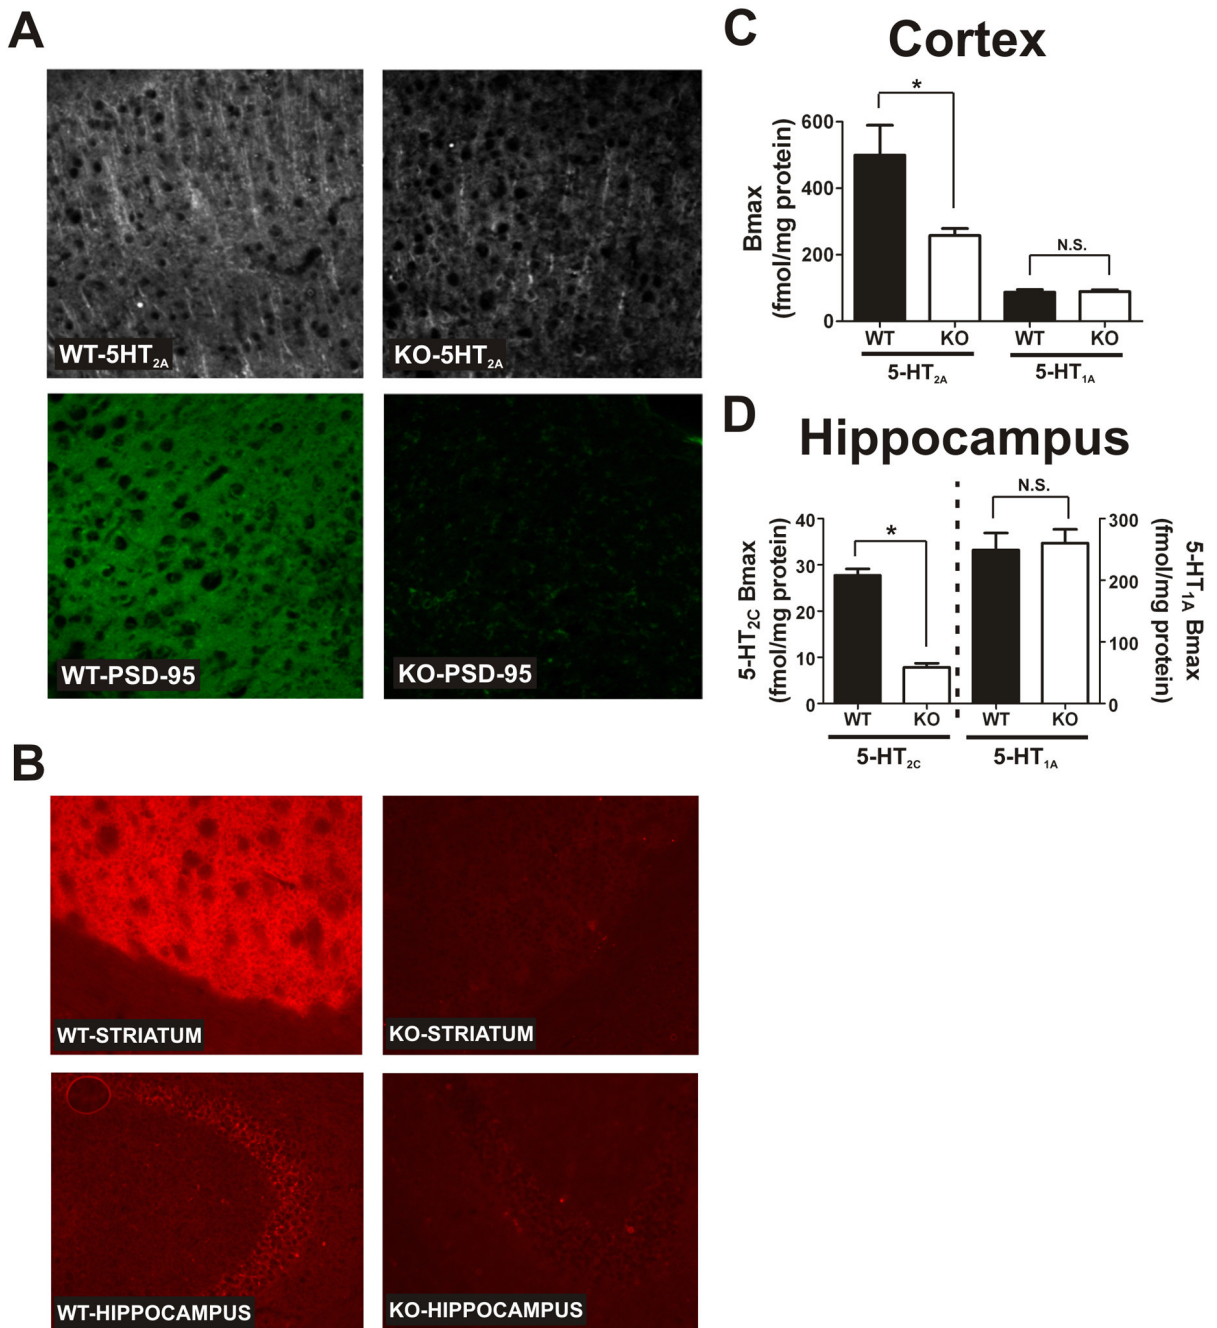 A
WT-5HT2A
KO-5HT2A
WT-PSD-95
KO-PSD-95
B
WT-STRIATUM
KO-STRIATUM
WT-HIPPOCAMPUS
KO-HIPPOCAMPUS
C
Cortex
Bmax
(fmol/mg protein)
600
400
200
0
*
N.S.
WT
KO
WT
KO
5-HT2A
5-HT1A
D
Hippocampus
5-HT2C Bmax
(fmol/mg protein)
40
30
20
10
0
*
N.S.
300
200
100
0
5-HT1A Bmax
(fmol/mg protein)
WT
KO
WT
KO
5-HT2C
5-HT1A